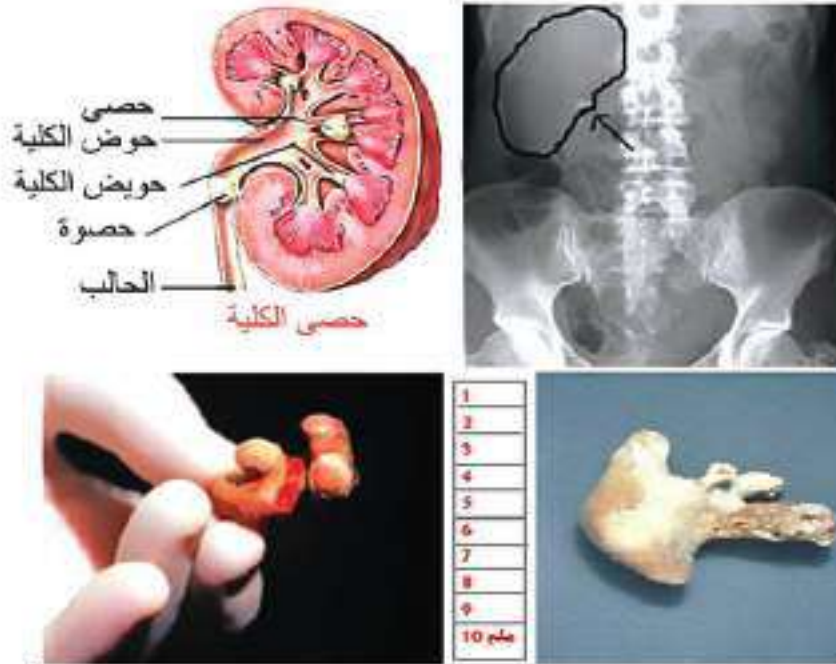 حصى
حوض الكلية
حويض الكلية
حصوة
الحالب
حصى الكلية
1
2
3
4
5
6
7
8
9
10 ملم